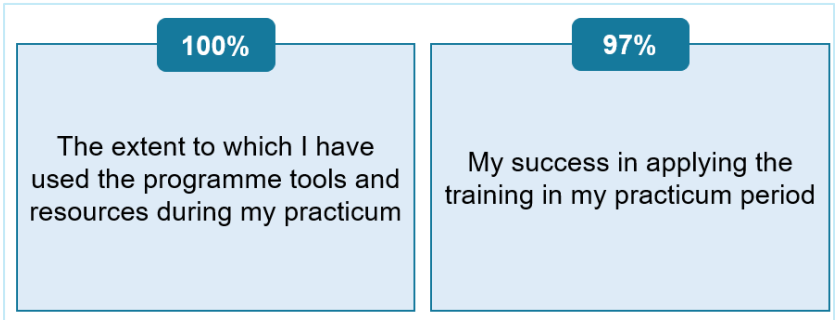 100%
The extent to which I have
used the programme tools and
resources during my practicum
97%
My success in applying the
training in my practicum period